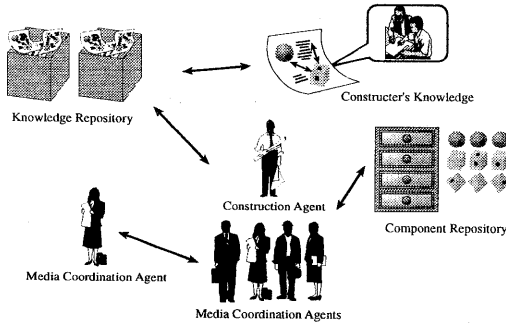 Constructer's Knowledge
Knowledge Repository
Construction Agent
Component Repository
Media Coordination Agent
Media Coordination Agents